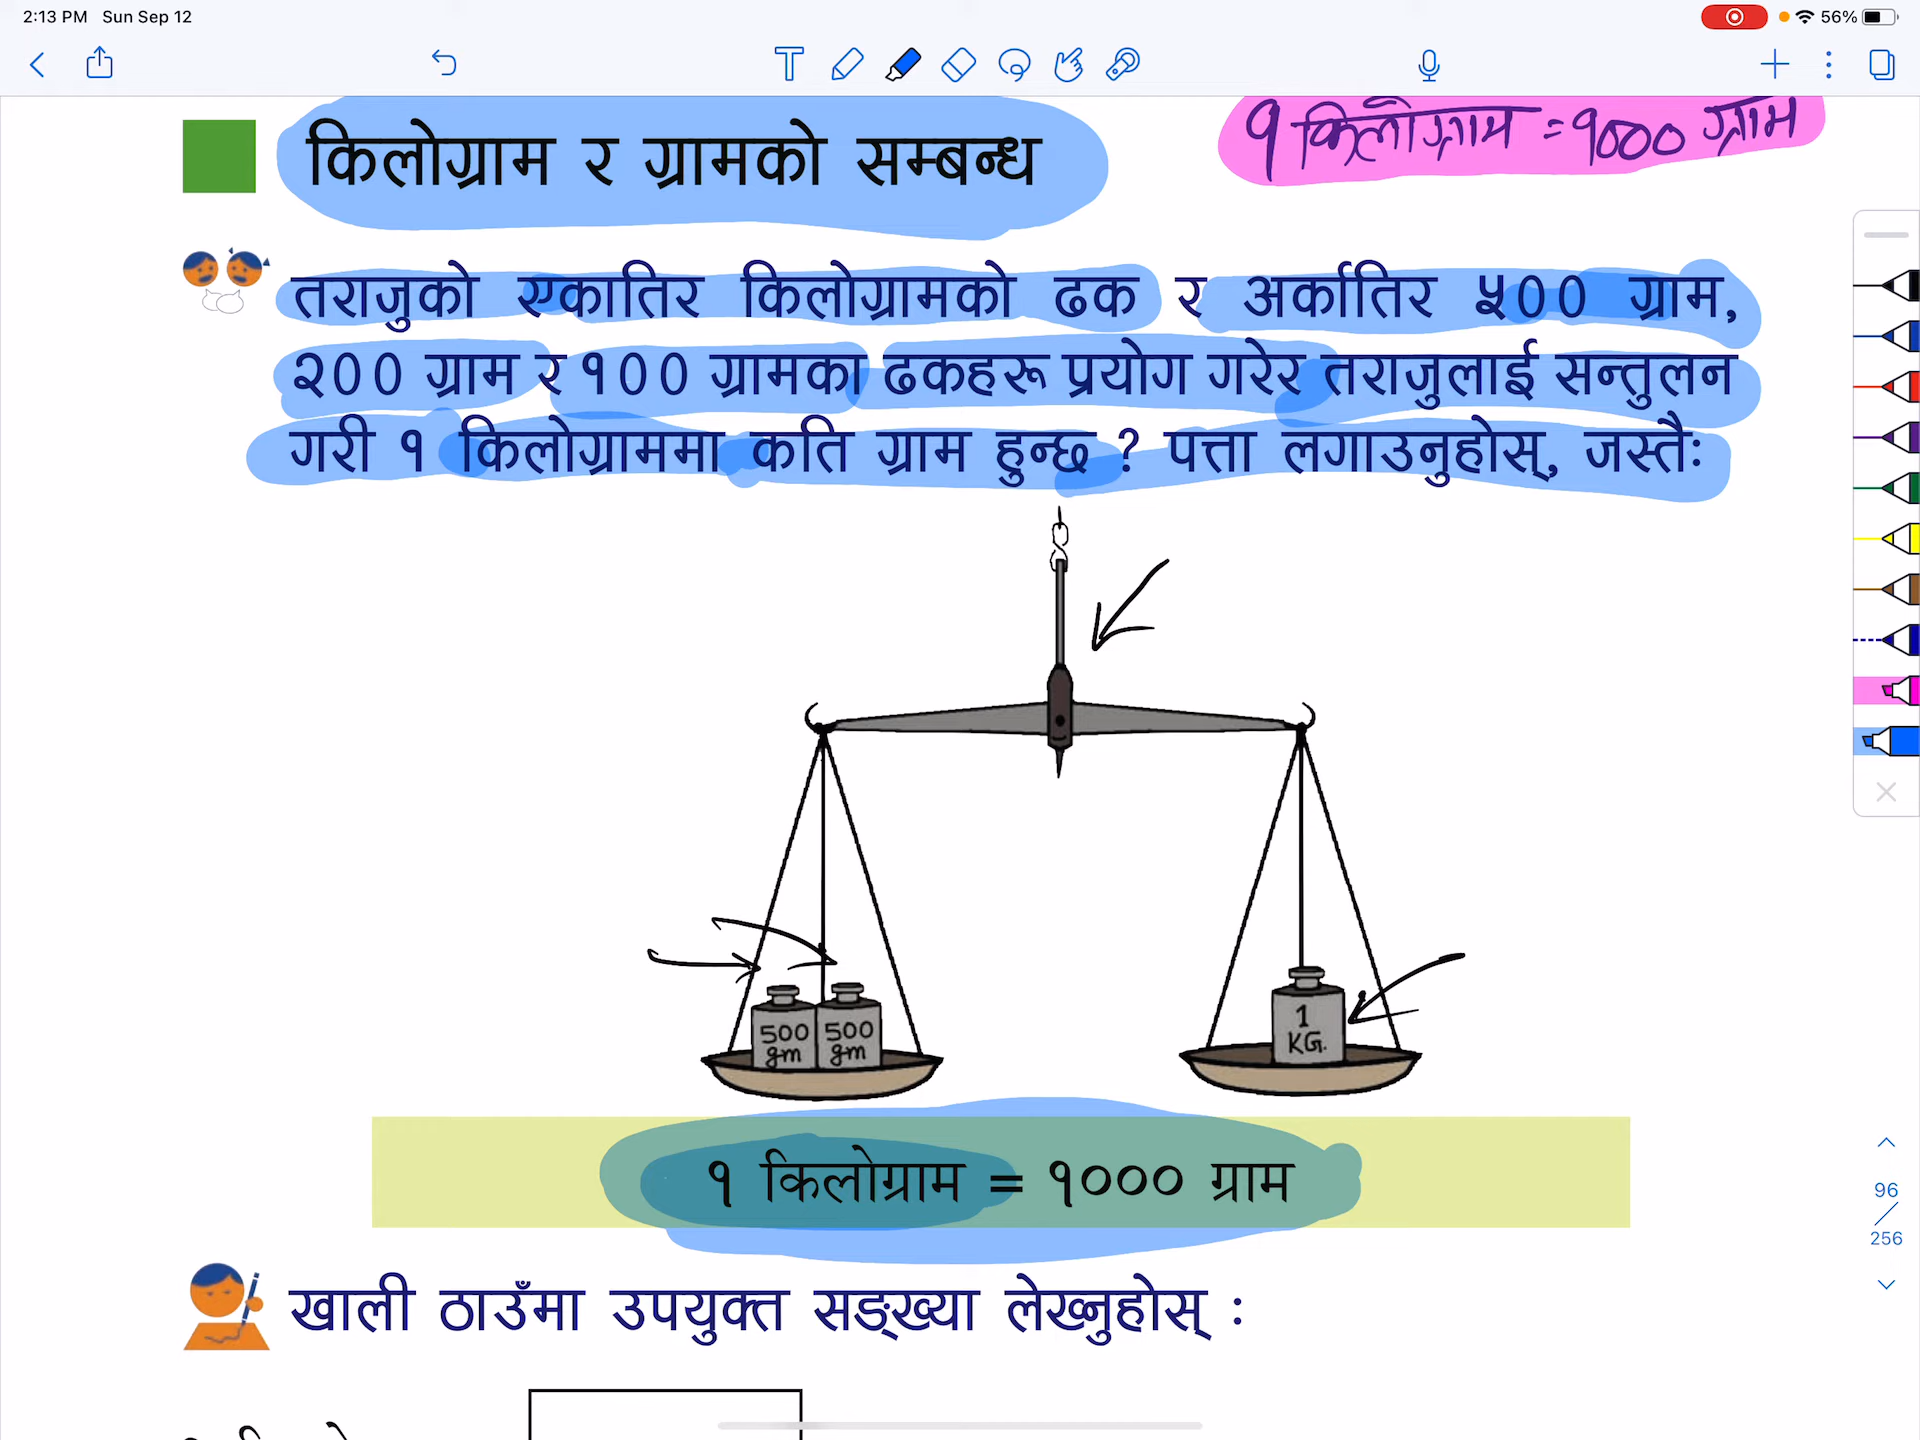 2:13 PM Sun Sep 12
56%
किलोग्राम र ग्रामको सम्बन्ध
१ किलोग्राम = १००० ग्राम
तराजुको एकातिर किलोग्रामको ढक र अर्कातिर ५०० ग्राम,
२०० ग्राम र १०० ग्रामका ढकहरू प्रयोग गरेर तराजुलाई सन्तुलन
गरी १ किलोग्राममा कति ग्राम हुन्छ ? पत्ता लगाउनुहोस्, जस्तैः
500 gm
500 gm
1 KG.
१ किलोग्राम = १००० ग्राम
96
256
खाली ठाउँमा उपयुक्त सङ्ख्या लेख्नुहोस् :